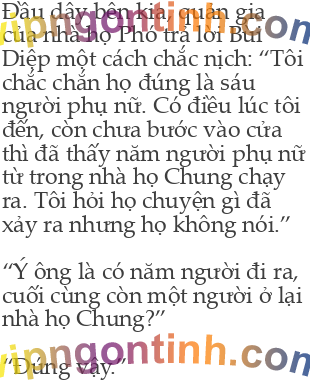 Đầu dây bên kia, quản gia
của nhà họ Phó trả lời Bùi
Diệp một cách chắc nịch: “Tôi
chắc chắn họ đúng là sáu
người phụ nữ. Có điều lúc tôi
đến, còn chưa bước vào cửa
thì đã thấy năm người phụ nữ
từ trong nhà họ Chung chạy
ra. Tôi hỏi họ chuyện gì đã
xảy ra nhưng họ không nói.”
“Ý ông là có năm người đi ra,
cuối cùng còn một người ở lại
nhà họ Chung?”
“Đúng vậy.”
vipngontinh.com
vipngontinh.com